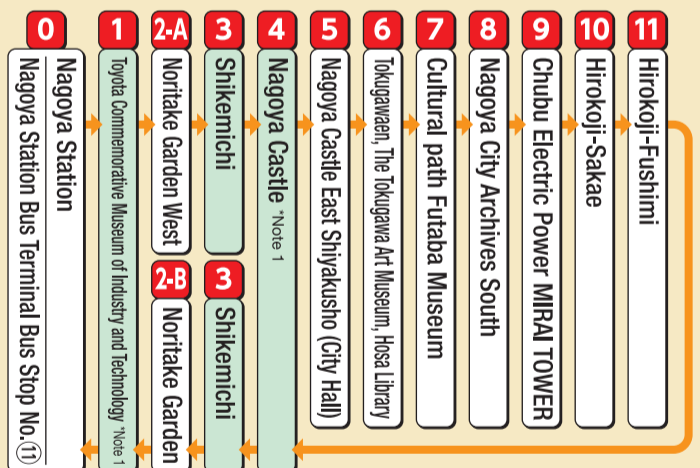 0
Nagoya Station
Nagoya Station Bus Terminal Bus Stop No.⑪
1
Toyota Commemorative Museum of Industry and Technology *Note 1
2-A
Noritake Garden West
2-B
Noritake Garden
3
Shikemichi
3
Shikemichi
4
Nagoya Castle *Note 1
5
Nagoya Castle East Shiyakusho (City Hall)
6
Tokugawaen, The Tokugawa Art Museum, Hosa Library
7
Cultural path Futaba Museum
8
Nagoya City Archives South
9
Chubu Electric Power MIRAI TOWER
10
Hirokoji-Sakae
11
Hirokoji-Fushimi